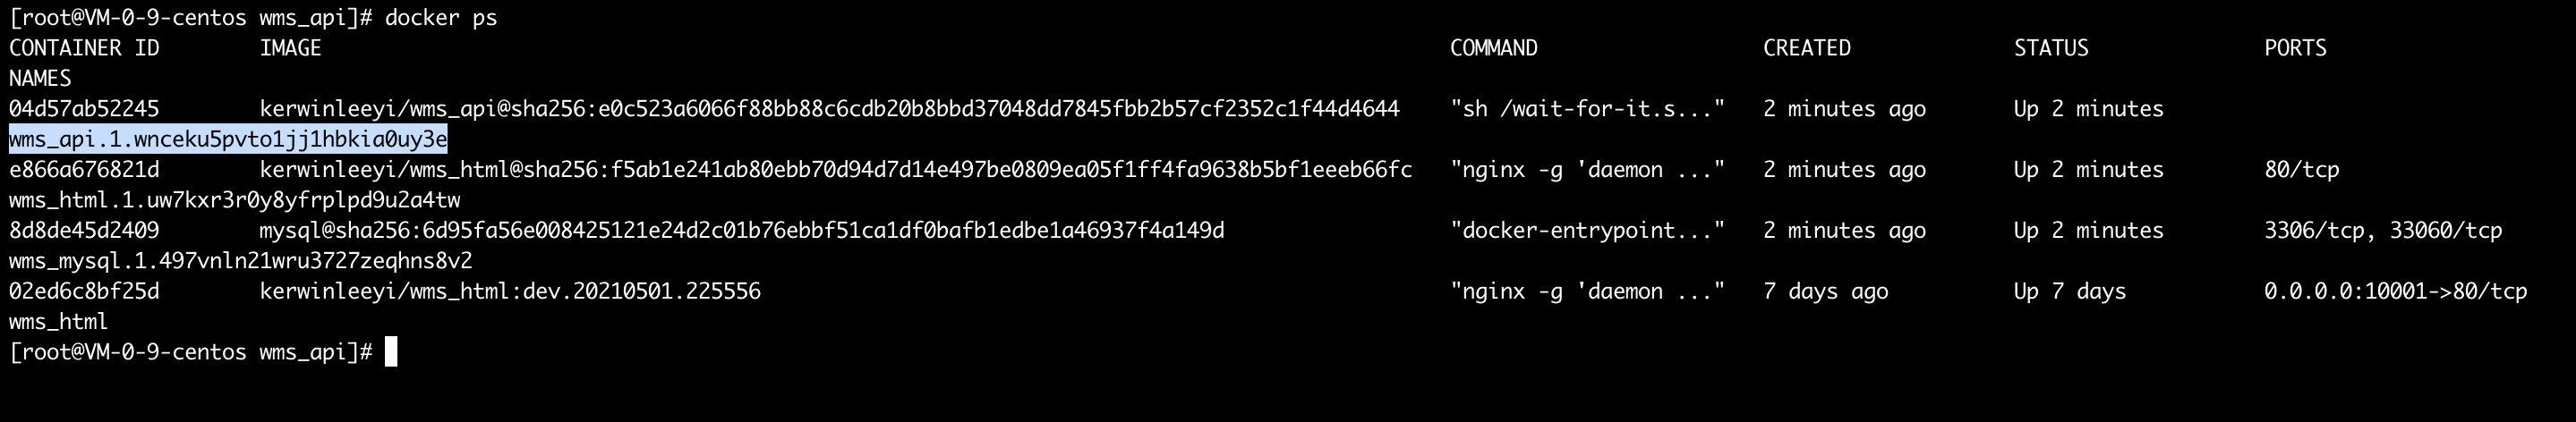 [root@VM-0-9-centos wms_api]# docker ps
CONTAINER ID IMAGE COMMAND CREATED STATUS PORTS
NAMES
04d57ab52245 kerwinleeyi/wms_api@sha256:e0c523a6066f88bb88c6cdb20b8bbd37048dd7845fbb2b57cf2352c1f44d4644 "sh /wait-for-it.s..." 2 minutes ago Up 2 minutes
wms_api.1.wnceku5pvto1jj1hbkia0uy3e
e866a676821d kerwinleeyi/wms_html@sha256:f5ab1e241ab80ebb70d94d7d14e497be0809ea05f1ff4fa9638b5bf1eeeb66fc "nginx -g 'daemon ..." 2 minutes ago Up 2 minutes 80/tcp
wms_html.1.uw7kxr3r0y8yfrplpd9u2a4tw
8d8de45d2409 mysql@sha256:6d95fa56e008425121e24d2c01b76ebbf51ca1df0bafb1edbe1a46937f4a149d "docker-entrypoint..." 2 minutes ago Up 2 minutes 3306/tcp, 33060/tcp
wms_mysql.1.497vnln21wru3727zeqhns8v2
02ed6c8bf25d kerwinleeyi/wms_html:dev.20210501.225556 "nginx -g 'daemon ..." 7 days ago Up 7 days 0.0.0.0:10001->80/tcp
wms_html
[root@VM-0-9-centos wms_api]#